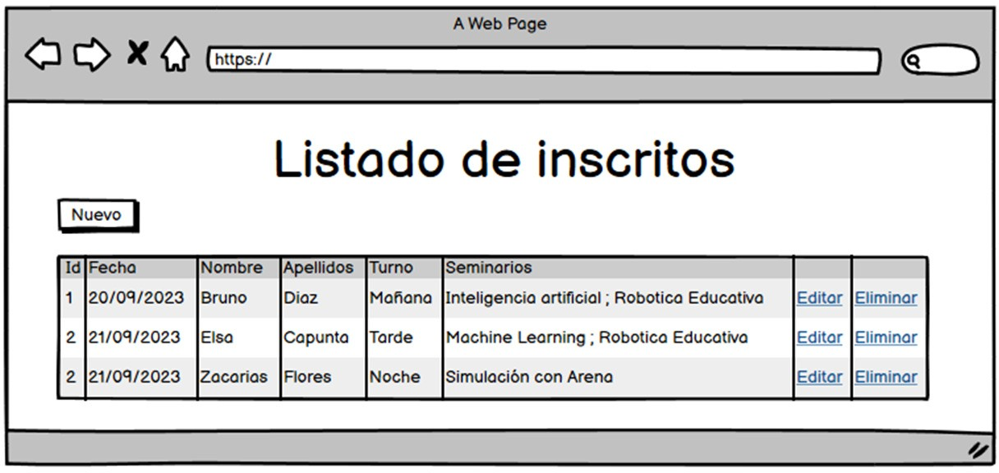 A Web Page
https://
Listado de inscritos
Nuevo
Id Fecha Nombre Apellidos Turno Seminarios
1 20/09/2023 Bruno Diaz Mañana Inteligencia artificial ; Robotica Educativa Editar Eliminar
2 21/09/2023 Elsa Capunta Tarde Machine Learning ; Robotica Educativa Editar Eliminar
2 21/09/2023 Zacarias Flores Noche Simulación con Arena Editar Eliminar